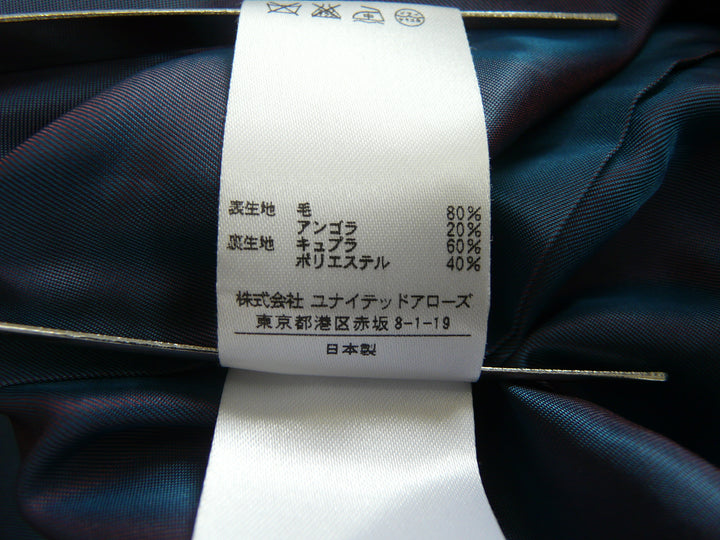 表生地 毛 80%
アンゴラ 20%
裏生地 キュプラ 60%
ポリエステル 40%
株式会社 ユナイテッドアローズ
東京都港区赤坂 8-1-19
日本製